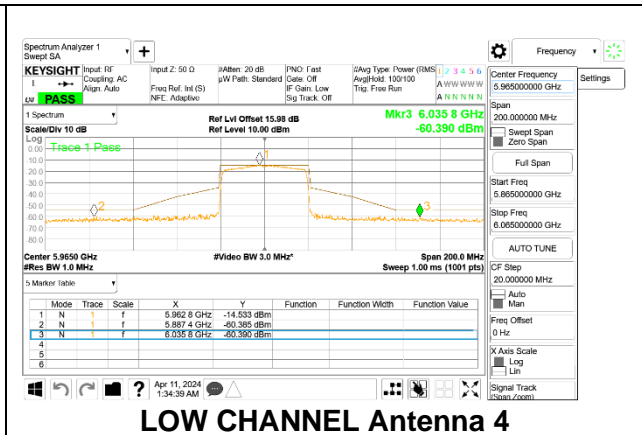 Spectrum Analyzer 1
Swept SA
Frequency
KEYSIGHT
Input: RF
Coupling: AC
Align: Auto
Input Z: 50 Ω
Freq Ref: Int (S)
NFE: Adaptive
#Atten: 20 dB
µW Path: Standard
PNO: Fast
Gate: Off
IF Gain: Low
Sig Track: Off
#Avg Type: Power (RMS
Avg|Hold: 100/100
Trig: Free Run
1 2 3 4 5 6
A W W W W W
A N N N N N
PASS
Center Frequency
5.965000000 GHz
Settings
Span
200.000000 MHz
Swept Span
Zero Span
Full Span
Start Freq
5.865000000 GHz
Stop Freq
6.065000000 GHz
AUTO TUNE
CF Step
20.000000 MHz
Auto
Man
Freq Offset
0 Hz
X Axis Scale
Log
Lin
Signal Track
(Span Zoom)
1 Spectrum
Scale/Div 10 dB
Ref Lvl Offset 15.98 dB
Ref Level 10.00 dBm
Mkr3 6.035 8 GHz
-60.390 dBm
Log
Trace 1 Pass
0.00
-10.0
-20.0
-30.0
-40.0
-50.0
-60.0
-70.0
-80.0
1
2
3
Center 5.9650 GHz
#Res BW 1.0 MHz
#Video BW 3.0 MHz*
Span 200.0 MHz
Sweep 1.00 ms (1001 pts)
5 Marker Table
Mode Trace Scale X Y Function Function Width Function Value
1 N 1 f 5.962 8 GHz -14.533 dBm
2 N 1 f 5.887 4 GHz -60.385 dBm
3 N 1 f 6.035 8 GHz -60.390 dBm
4
5
6
Apr 11, 2024
1:34:39 AM
LOW CHANNEL Antenna 4